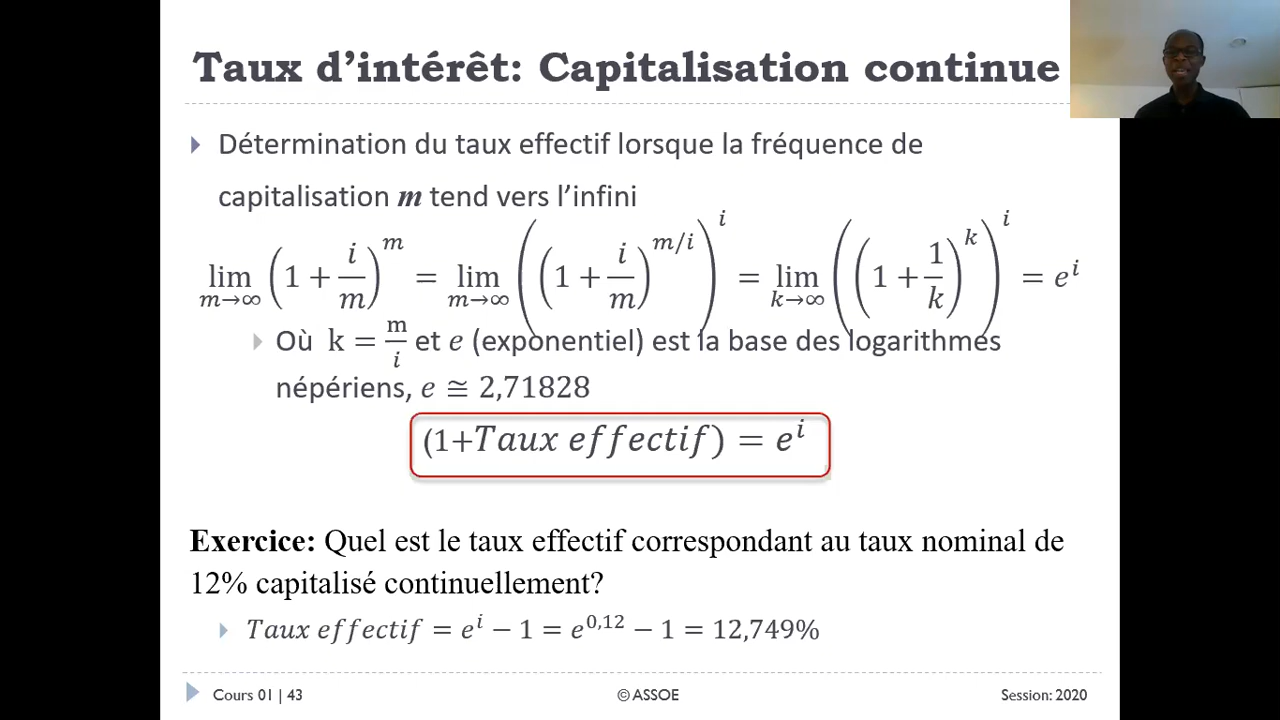 Taux d’intérêt: Capitalisation continue
Détermination du taux effectif lorsque la fréquence de
capitalisation m tend vers l’infini
lim_{m→∞} (1 + i/m)^m = lim_{m→∞} ((1 + i/m)^{m/i})^i = lim_{k→∞} ((1 + 1/k)^k)^i = e^i
Où k = m/i et e (exponentiel) est la base des logarithmes
népériens, e ≅ 2,71828
(1+Taux effectif) = e^i
Exercice: Quel est le taux effectif correspondant au taux nominal de
12% capitalisé continuellement?
Taux effectif = e^i − 1 = e^{0,12} − 1 = 12,749%
Cours 01 | 43 © ASSOE Session: 2020